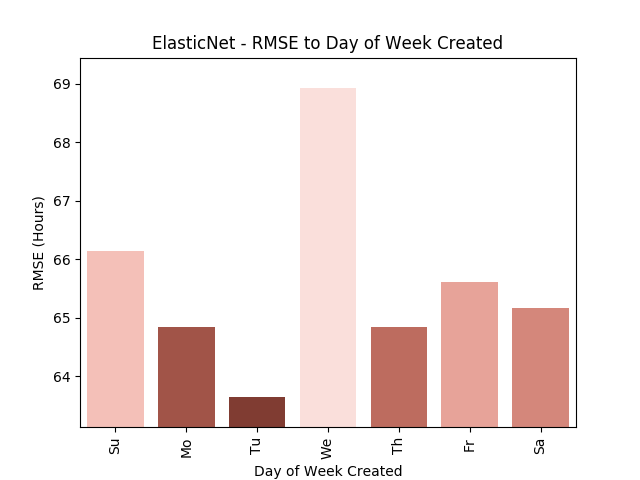 ElasticNet - RMSE to Day of Week Created
RMSE (Hours)
69
68
67
66
65
64
Su
Mo
Tu
We
Th
Fr
Sa
Day of Week Created